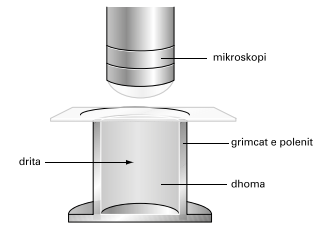 mikroskopi
grimcat e polenit
drita
dhoma